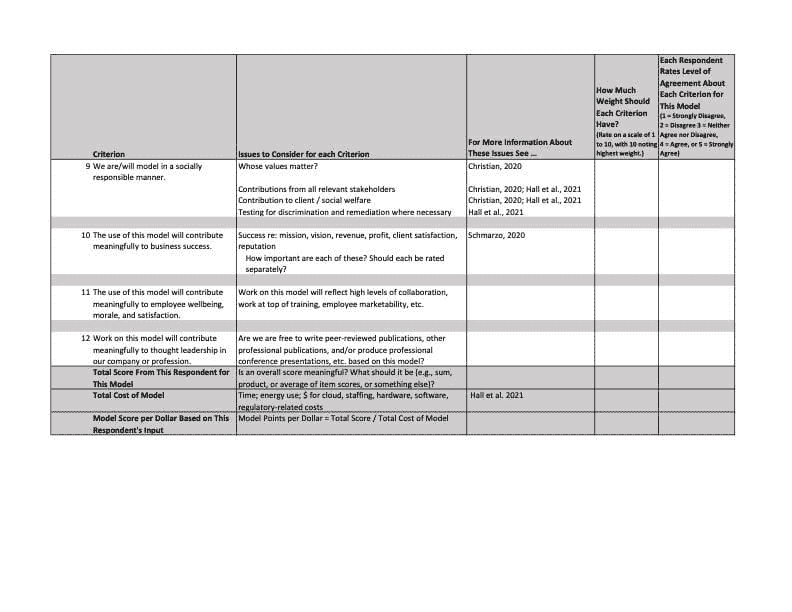 Criterion
Issues to Consider for each Criterion
For More Information About
These Issues See ...
How Much
Weight Should
Each Criterion
Have?
(Rate on a scale of 1
to 10, with 10 noting
highest weight.)
Each Respondent
Rates Level of
Agreement About
Each Criterion for
This Model
(1 = Strongly Disagree,
2 = Disagree 3 = Neither
Agree nor Disagree,
4 = Agree, or 5 = Strongly
Agree)
9 We are/will model in a socially
responsible manner.
Whose values matter?
Christian, 2020
Contributions from all relevant stakeholders
Christian, 2020; Hall et al., 2021
Contribution to client / social welfare
Christian, 2020; Hall et al., 2021
Testing for discrimination and remediation where necessary
Hall et al., 2021
10 The use of this model will contribute
meaningfully to business success.
Success re: mission, vision, revenue, profit, client satisfaction,
reputation
How important are each of these? Should each be rated
separately?
Schmarzo, 2020
11 The use of this model will contribute
meaningfully to employee wellbeing,
morale, and satisfaction.
Work on this model will reflect high levels of collaboration,
work at top of training, employee marketability, etc.
12 Work on this model will contribute
meaningfully to thought leadership in
our company or profession.
Are we are free to write peer-reviewed publications, other
professional publications, and/or produce professional
conference presentations, etc. based on this model?
Total Score From This Respondent for
This Model
Is an overall score meaningful? What should it be (e.g., sum,
product, or average of item scores, or something else)?
Total Cost of Model
Time; energy use; $ for cloud, staffing, hardware, software,
regulatory-related costs
Hall et al. 2021
Model Score per Dollar Based on This
Respondent's Input
Model Points per Dollar = Total Score / Total Cost of Model